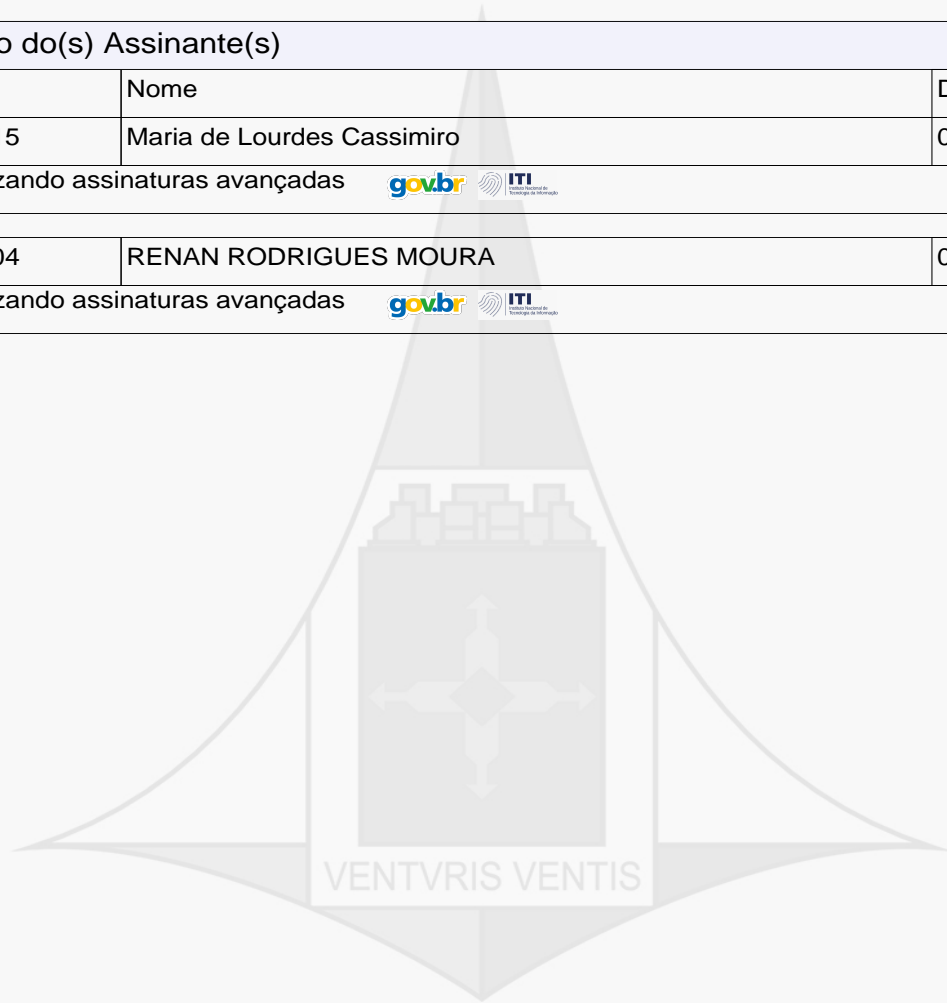 o do(s) Assinante(s)
Nome D
5 Maria de Lourdes Cassimiro 0
zando assinaturas avançadas gov.br ITI
04 RENAN RODRIGUES MOURA 0
zando assinaturas avançadas gov.br ITI
VENTVRIS VENTIS